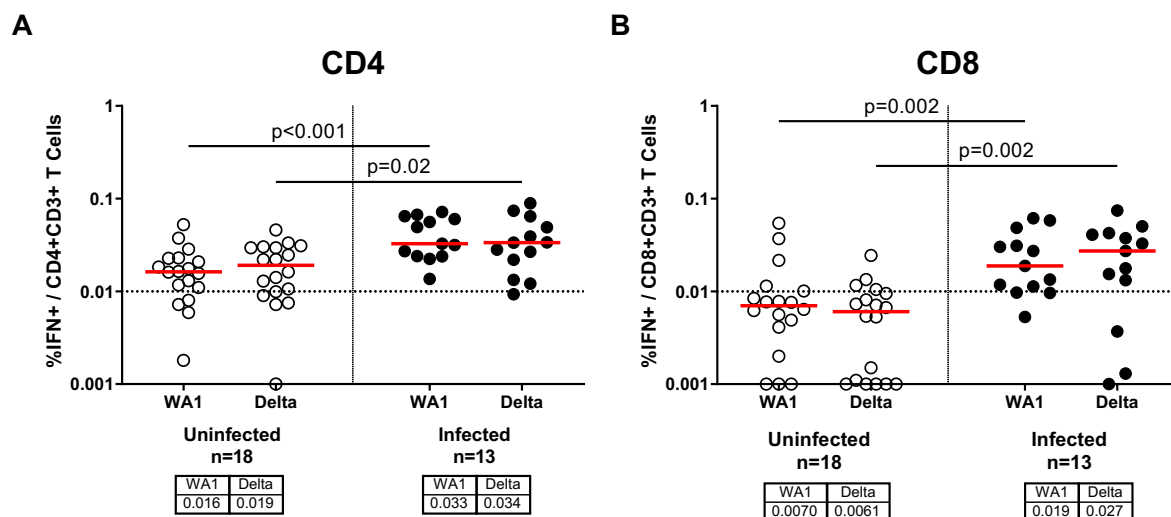 A
CD4
%IFN+ / CD4+CD3+ T Cells
1
0.1
0.01
0.001
p<0.001
p=0.02
WA1 Delta WA1 Delta
Uninfected
n=18
Infected
n=13
WA1 Delta
0.016 0.019
WA1 Delta
0.033 0.034
B
CD8
%IFN+ / CD8+CD3+ T Cells
1
0.1
0.01
0.001
p=0.002
p=0.002
WA1 Delta WA1 Delta
Uninfected
n=18
Infected
n=13
WA1 Delta
0.0070 0.0061
WA1 Delta
0.019 0.027